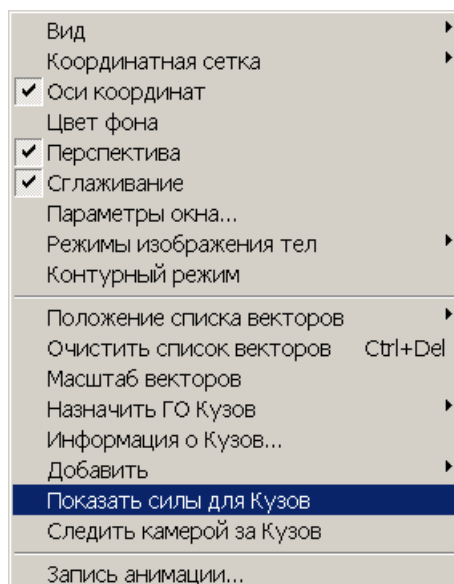 Вид
Координатная сетка
Оси координат
Цвет фона
Перспектива
Сглаживание
Параметры окна...
Режимы изображения тел
Контурный режим
Положение списка векторов
Очистить список векторов Ctrl+Del
Масштаб векторов
Назначить ГО Кузов
Информация о Кузов...
Добавить
Показать силы для Кузов
Следить камерой за Кузов
Запись анимации...